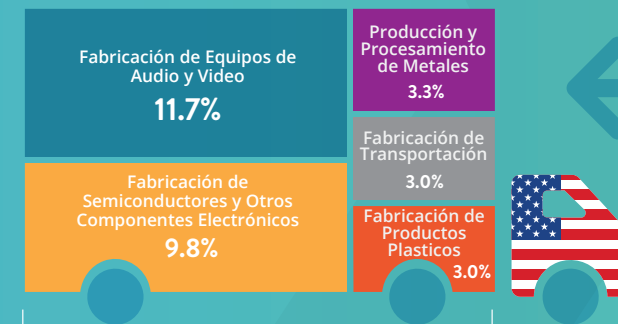 Fabricación de Equipos de
Audio y Video
11.7%
Fabricación de
Semiconductores y Otros
Componentes Electrónicos
9.8%
Producción y
Procesamiento
de Metales
3.3%
Fabricación de
Transportación
3.0%
Fabricación de
Productos
Plasticos
3.0%